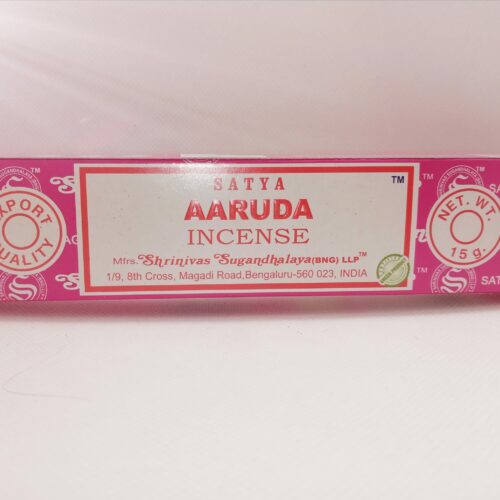 EXPORT
QUALITY
SATYA
TM
AARUDA
INCENSE
Mfrs. Shrinivas Sugandhalaya (BNG) LLP™
1/9, 8th Cross, Magadi Road, Bengaluru-560 023, INDIA
NET. WT.
15 g.
SAT